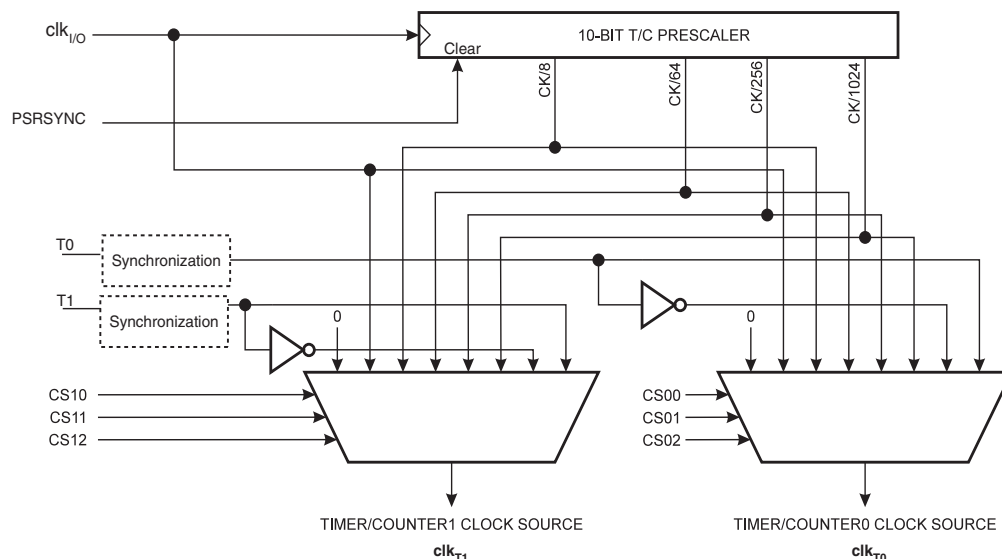 clkI/O
10-BIT T/C PRESCALER
Clear
CK/8
CK/64
CK/256
CK/1024
PSRSYNC
T0
Synchronization
T1
Synchronization
0
0
CS10
CS11
CS12
CS00
CS01
CS02
TIMER/COUNTER1 CLOCK SOURCE
clkT1
TIMER/COUNTER0 CLOCK SOURCE
clkT0